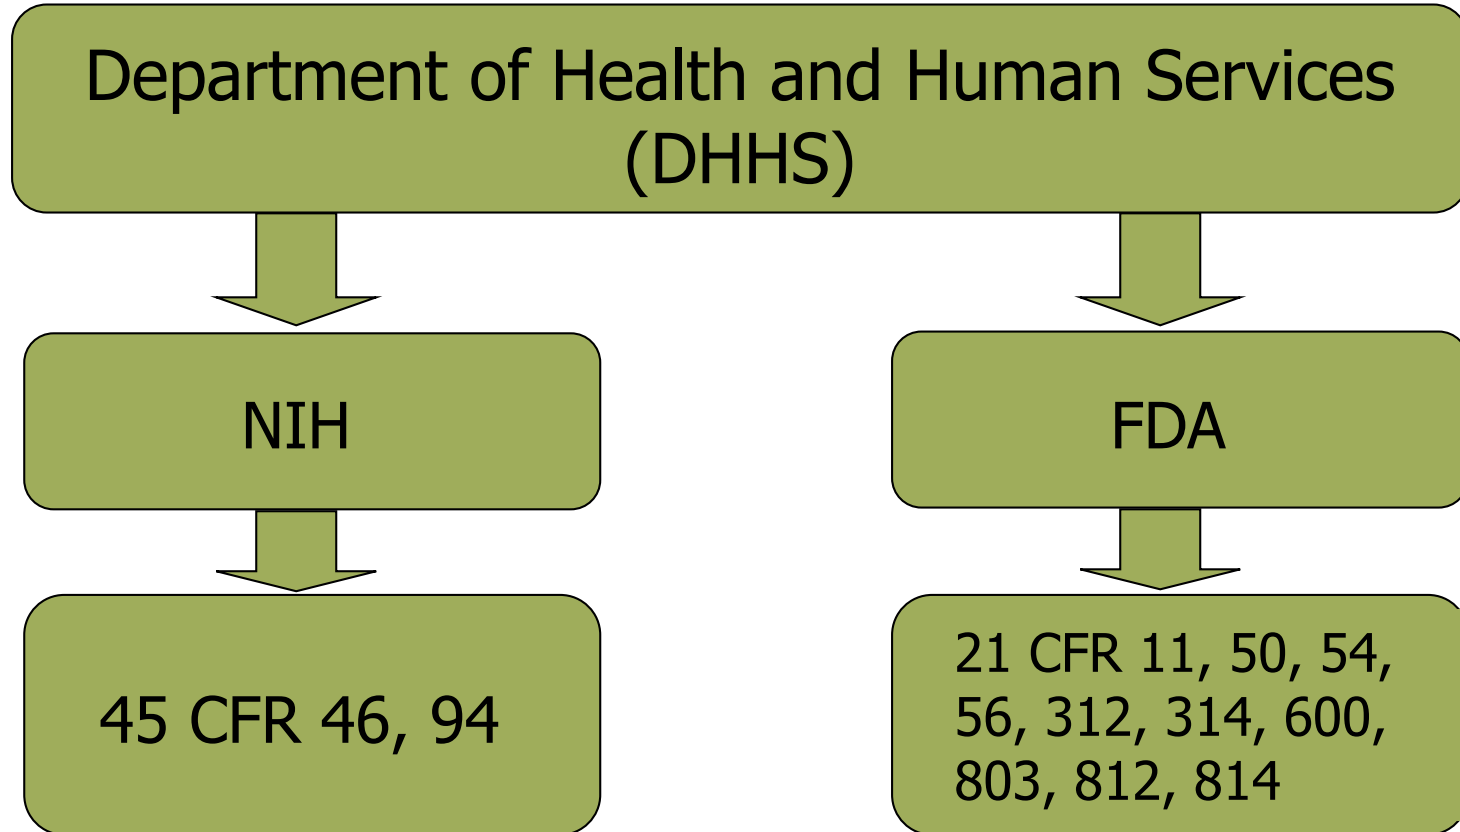 Department of Health and Human Services
(DHHS)
NIH
FDA
45 CFR 46, 94
21 CFR 11, 50, 54,
56, 312, 314, 600,
803, 812, 814